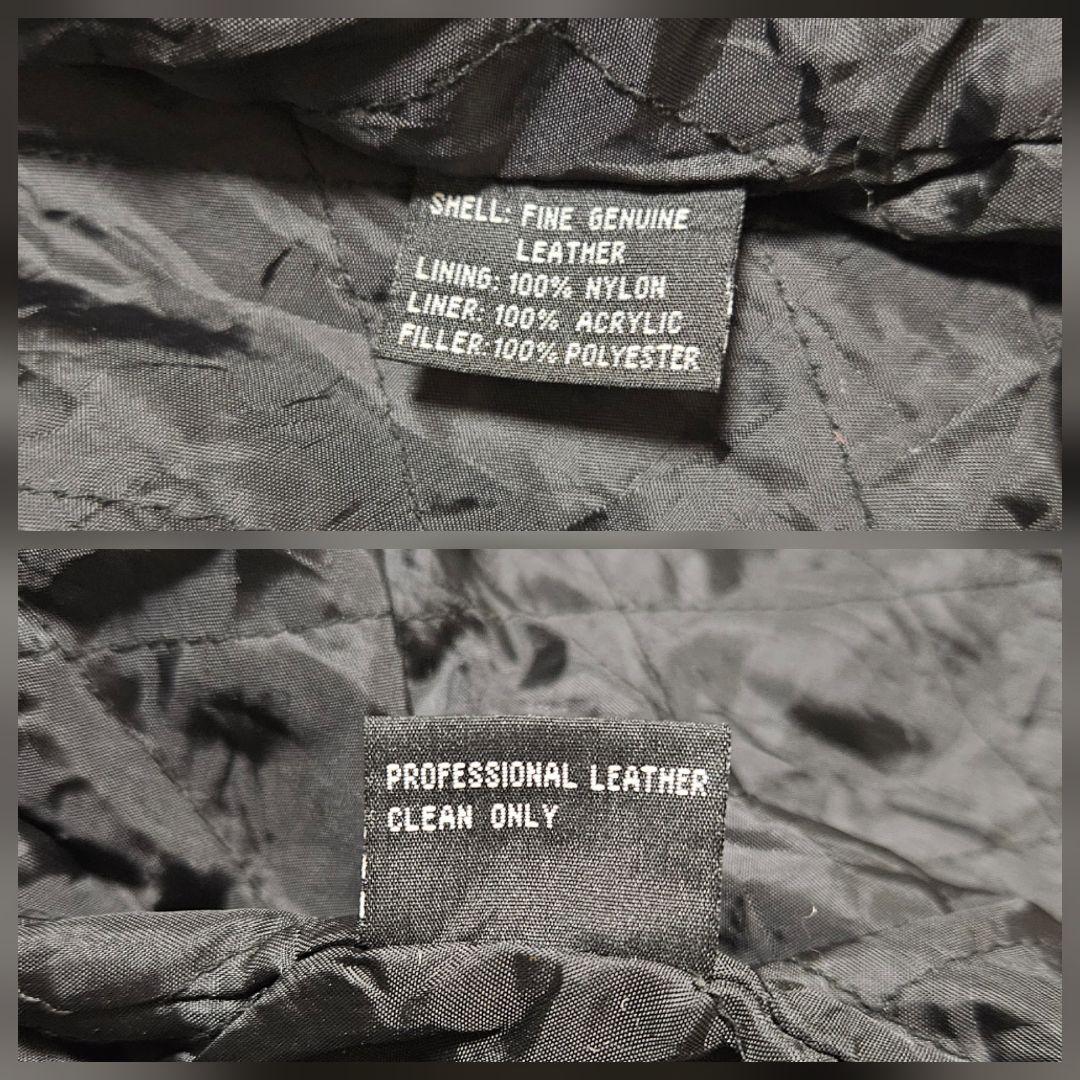 SHELL: FINE GENUINE
LEATHER
LINING: 100% NYLON
LINER: 100% ACRYLIC
FILLER: 100% POLYESTER
PROFESSIONAL LEATHER
CLEAN ONLY